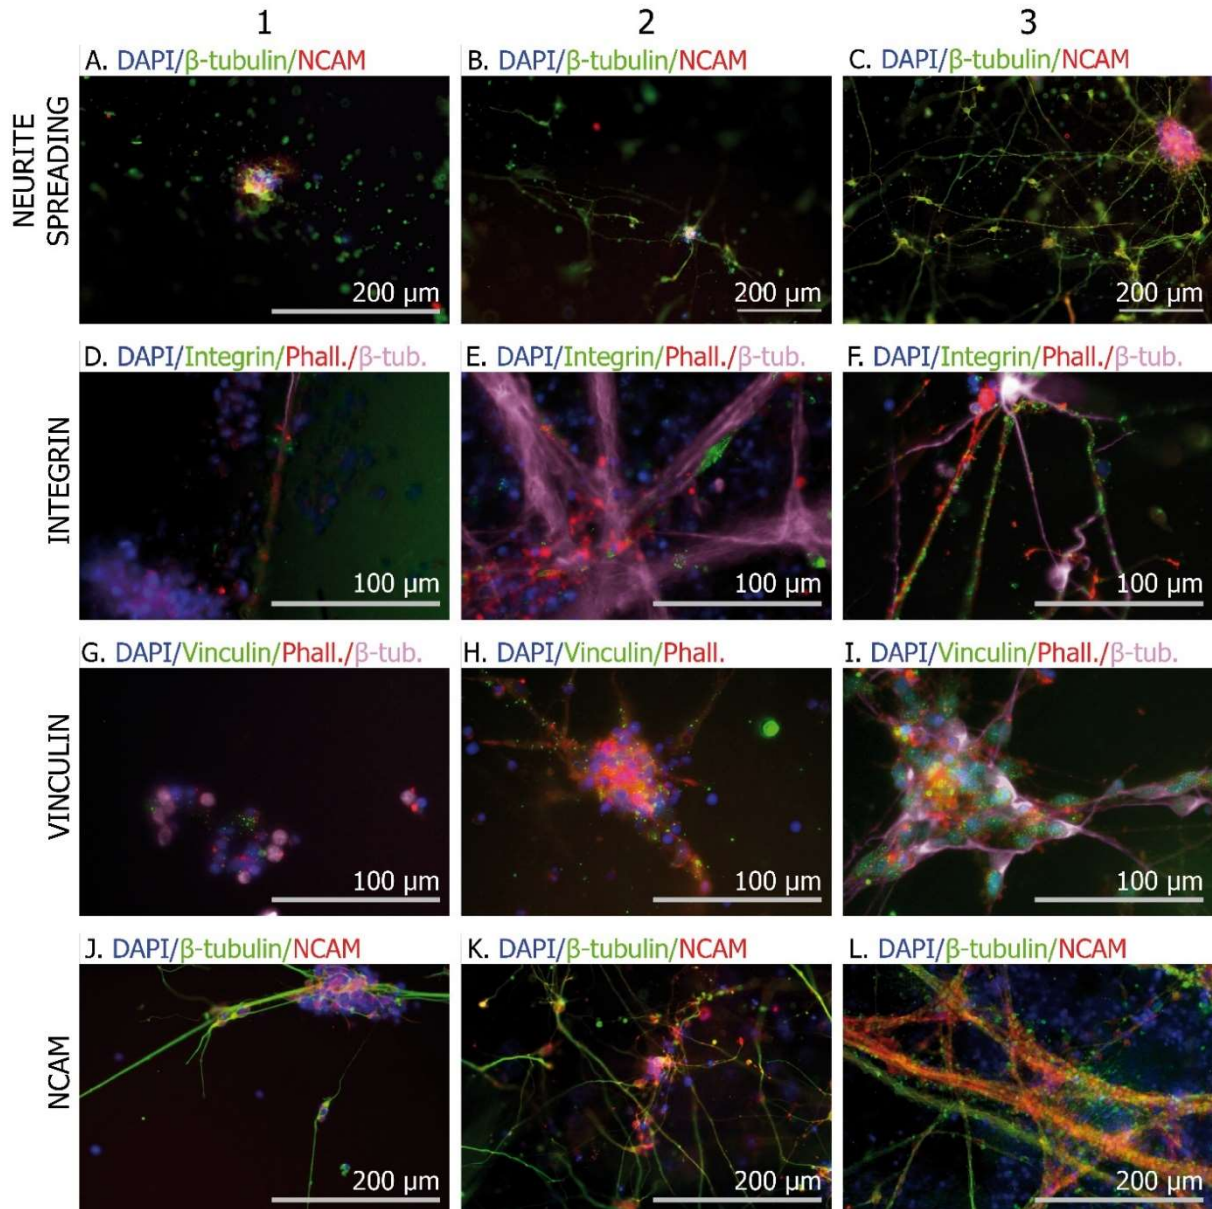 1 2 3
A. DAPI/β-tubulin/NCAM B. DAPI/β-tubulin/NCAM C. DAPI/β-tubulin/NCAM
NEURITE
SPREADING
200 µm 200 µm 200 µm
D. DAPI/Integrin/Phall./β-tub. E. DAPI/Integrin/Phall./β-tub. F. DAPI/Integrin/Phall./β-tub.
INTEGRIN
100 µm 100 µm 100 µm
G. DAPI/Vinculin/Phall./β-tub. H. DAPI/Vinculin/Phall. I. DAPI/Vinculin/Phall./β-tub.
VINCULIN
100 µm 100 µm 100 µm
J. DAPI/β-tubulin/NCAM K. DAPI/β-tubulin/NCAM L. DAPI/β-tubulin/NCAM
NCAM
200 µm 200 µm 200 µm